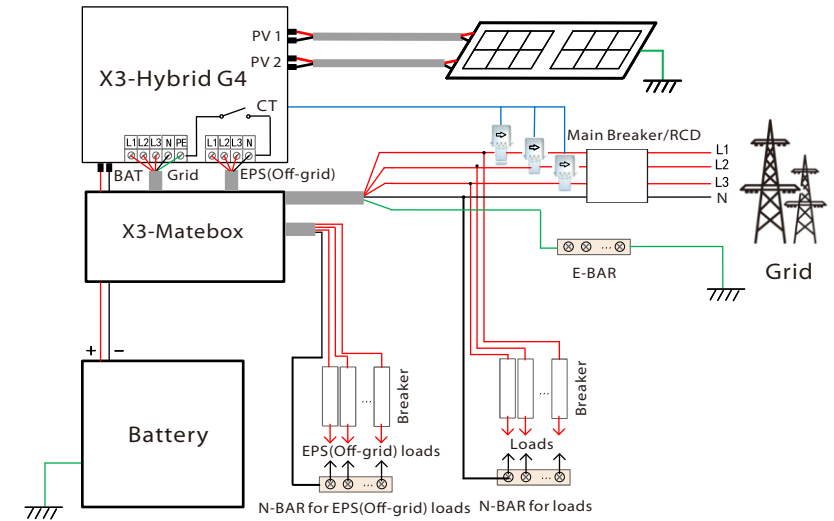 PV 1
PV 2
X3-Hybrid G4
CT
L1 L2 L3 N PE
L1 L2 L3 N
BAT
Grid
EPS(Off-grid)
Main Breaker/RCD
L1
L2
L3
N
X3-Matebox
...
E-BAR
Grid
+ −
Battery
...
Breaker
EPS(Off-grid) loads
...
N-BAR for EPS(Off-grid) loads
...
Breaker
Loads
...
N-BAR for loads